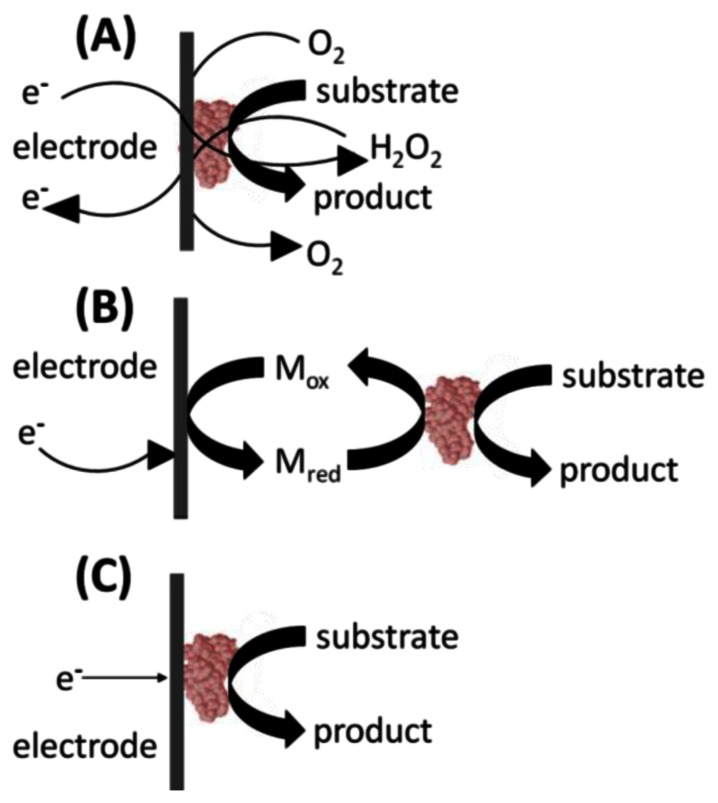 (A)
O₂
e⁻
substrate
electrode
H₂O₂
e⁻
product
O₂
(B)
electrode
Mox
substrate
e⁻
Mred
product
(C)
substrate
e⁻
electrode
product